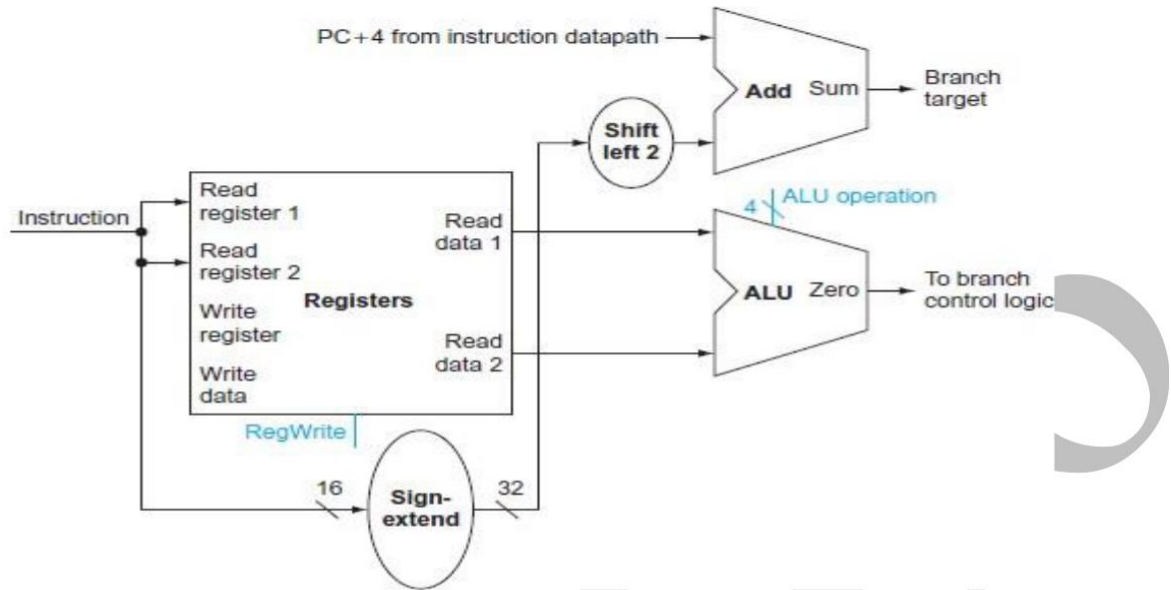 PC+4 from instruction datapath
Add Sum
Branch
target
Shift
left 2
Instruction
Read
register 1
Read
register 2
Write
register
Write
data
Registers
Read
data 1
Read
data 2
RegWrite
4
ALU operation
ALU Zero
To branch
control logic
16
Sign-
extend
32